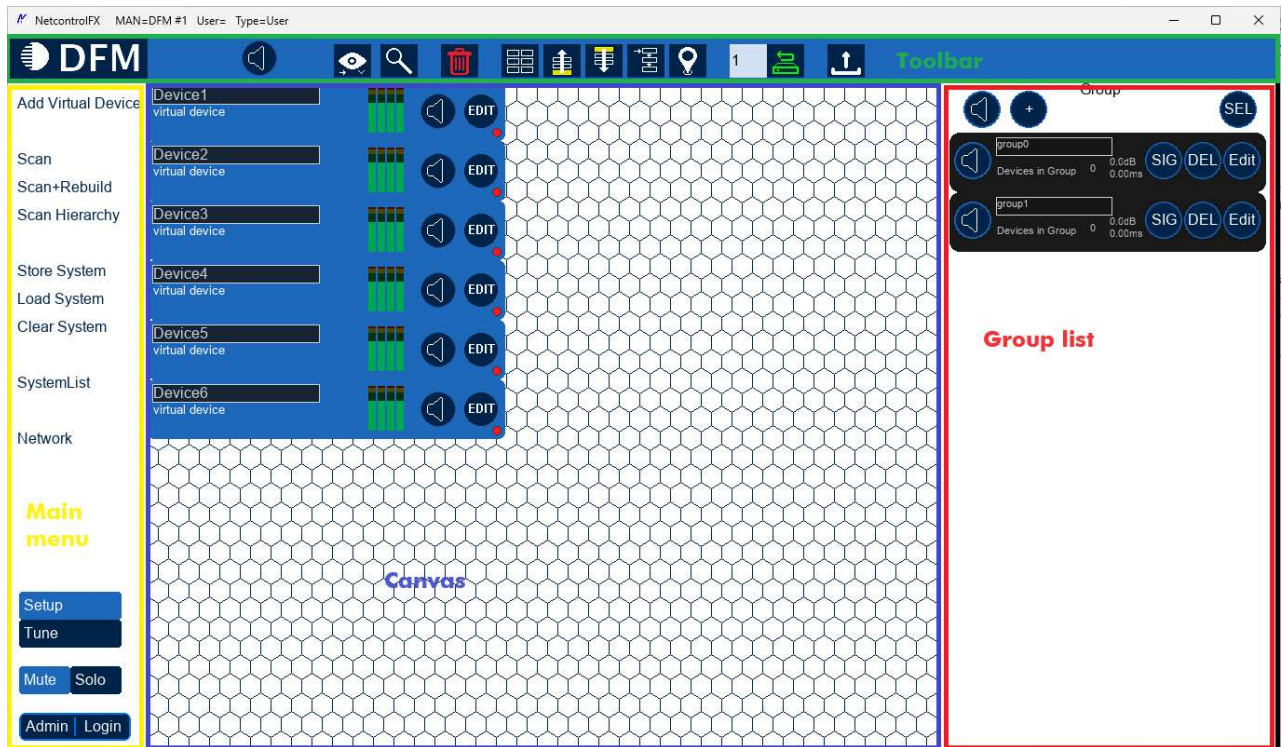 NetcontrolFX MAN=DFM #1 User= Type=User
DFM
1
Toolbar
Add Virtual Device
Scan
Scan+Rebuild
Scan Hierarchy
Store System
Load System
Clear System
SystemList
Network
Main
menu
Setup
Tune
Mute Solo
Admin Login
Device1
virtual device
EDIT
Device2
virtual device
EDIT
Device3
virtual device
EDIT
Device4
virtual device
EDIT
Device5
virtual device
EDIT
Device6
virtual device
EDIT
Canvas
Group
+
SEL
group0
Devices in Group 0 0.0dB
0.00ms
SIG DEL Edit
group1
Devices in Group 0 0.0dB
0.00ms
SIG DEL Edit
Group list